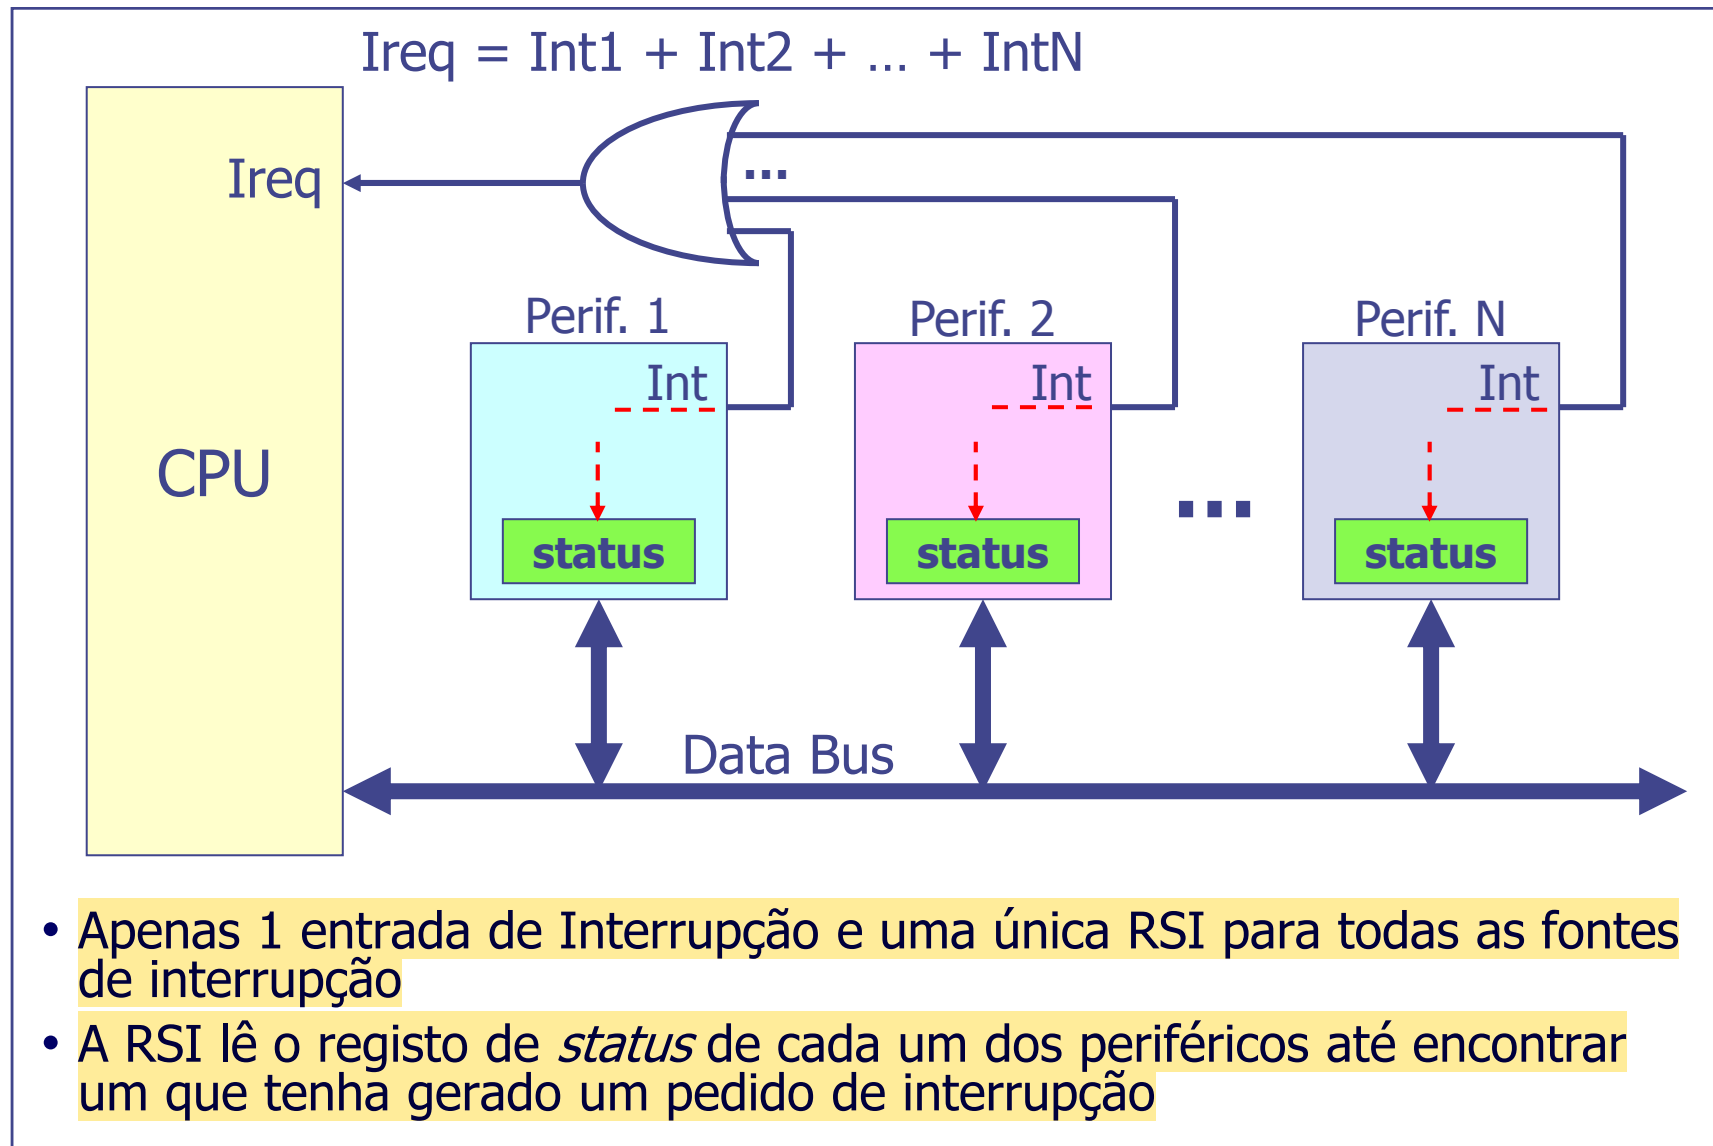 Ireq = Int1 + Int2 + ... + IntN
Ireq
...
Perif. 1
Perif. 2
Perif. N
Int
Int
Int
CPU
...
status
status
status
Data Bus
• Apenas 1 entrada de Interrupção e uma única RSI para todas as fontes
de interrupção
• A RSI lê o registo de status de cada um dos periféricos até encontrar
um que tenha gerado um pedido de interrupção